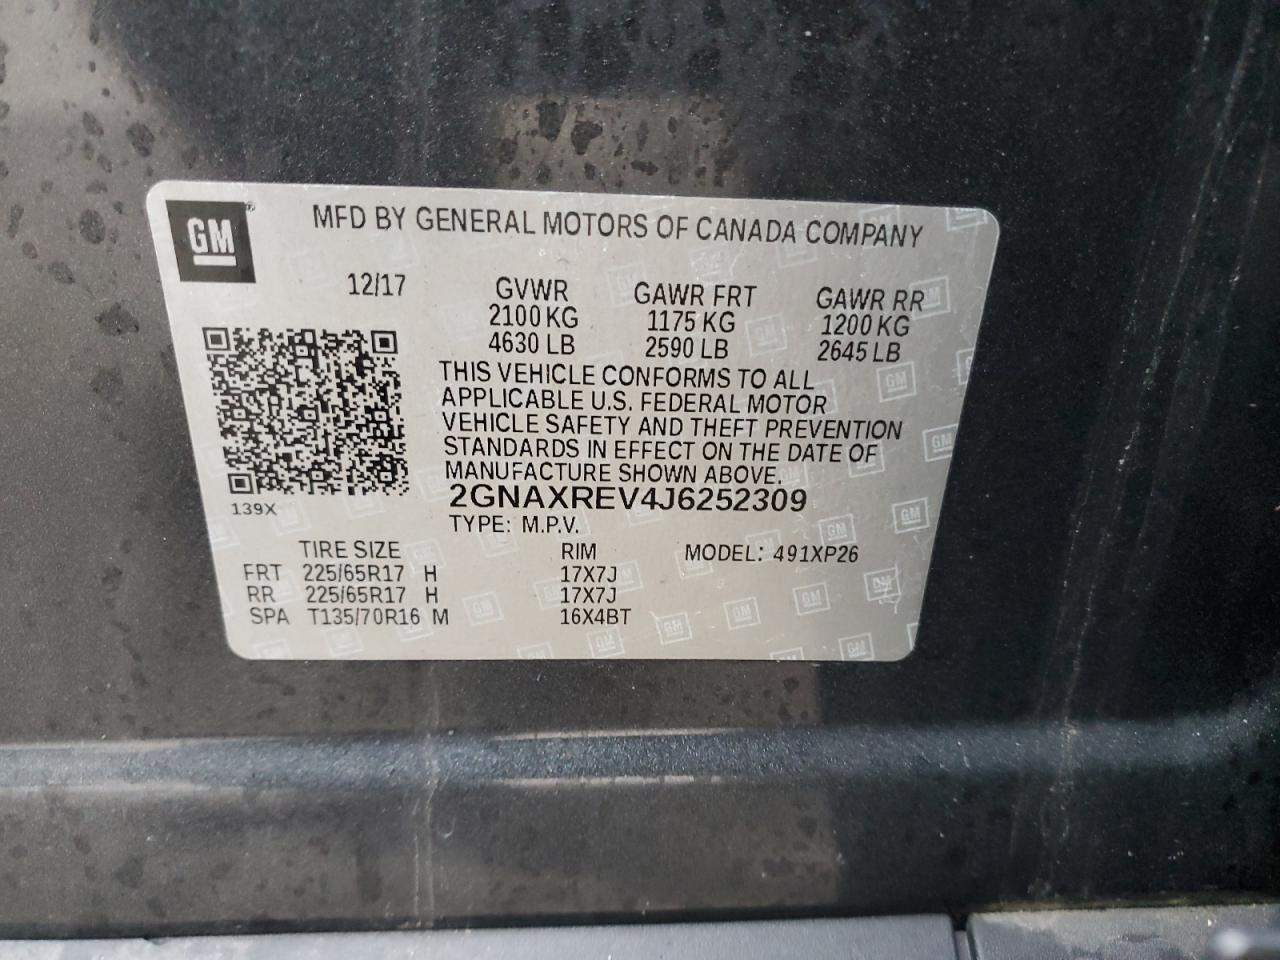 GM
MFD BY GENERAL MOTORS OF CANADA COMPANY
12/17
GVWR GAWR FRT GAWR RR
2100 KG 1175 KG 1200 KG
4630 LB 2590 LB 2645 LB
THIS VEHICLE CONFORMS TO ALL
APPLICABLE U.S. FEDERAL MOTOR
VEHICLE SAFETY AND THEFT PREVENTION
STANDARDS IN EFFECT ON THE DATE OF
MANUFACTURE SHOWN ABOVE.
2GNAXREV4J6252309
139X
TYPE: M.P.V.
TIRE SIZE RIM MODEL: 491XP26
FRT 225/65R17 H 17X7J
RR 225/65R17 H 17X7J
SPA T135/70R16 M 16X4BT